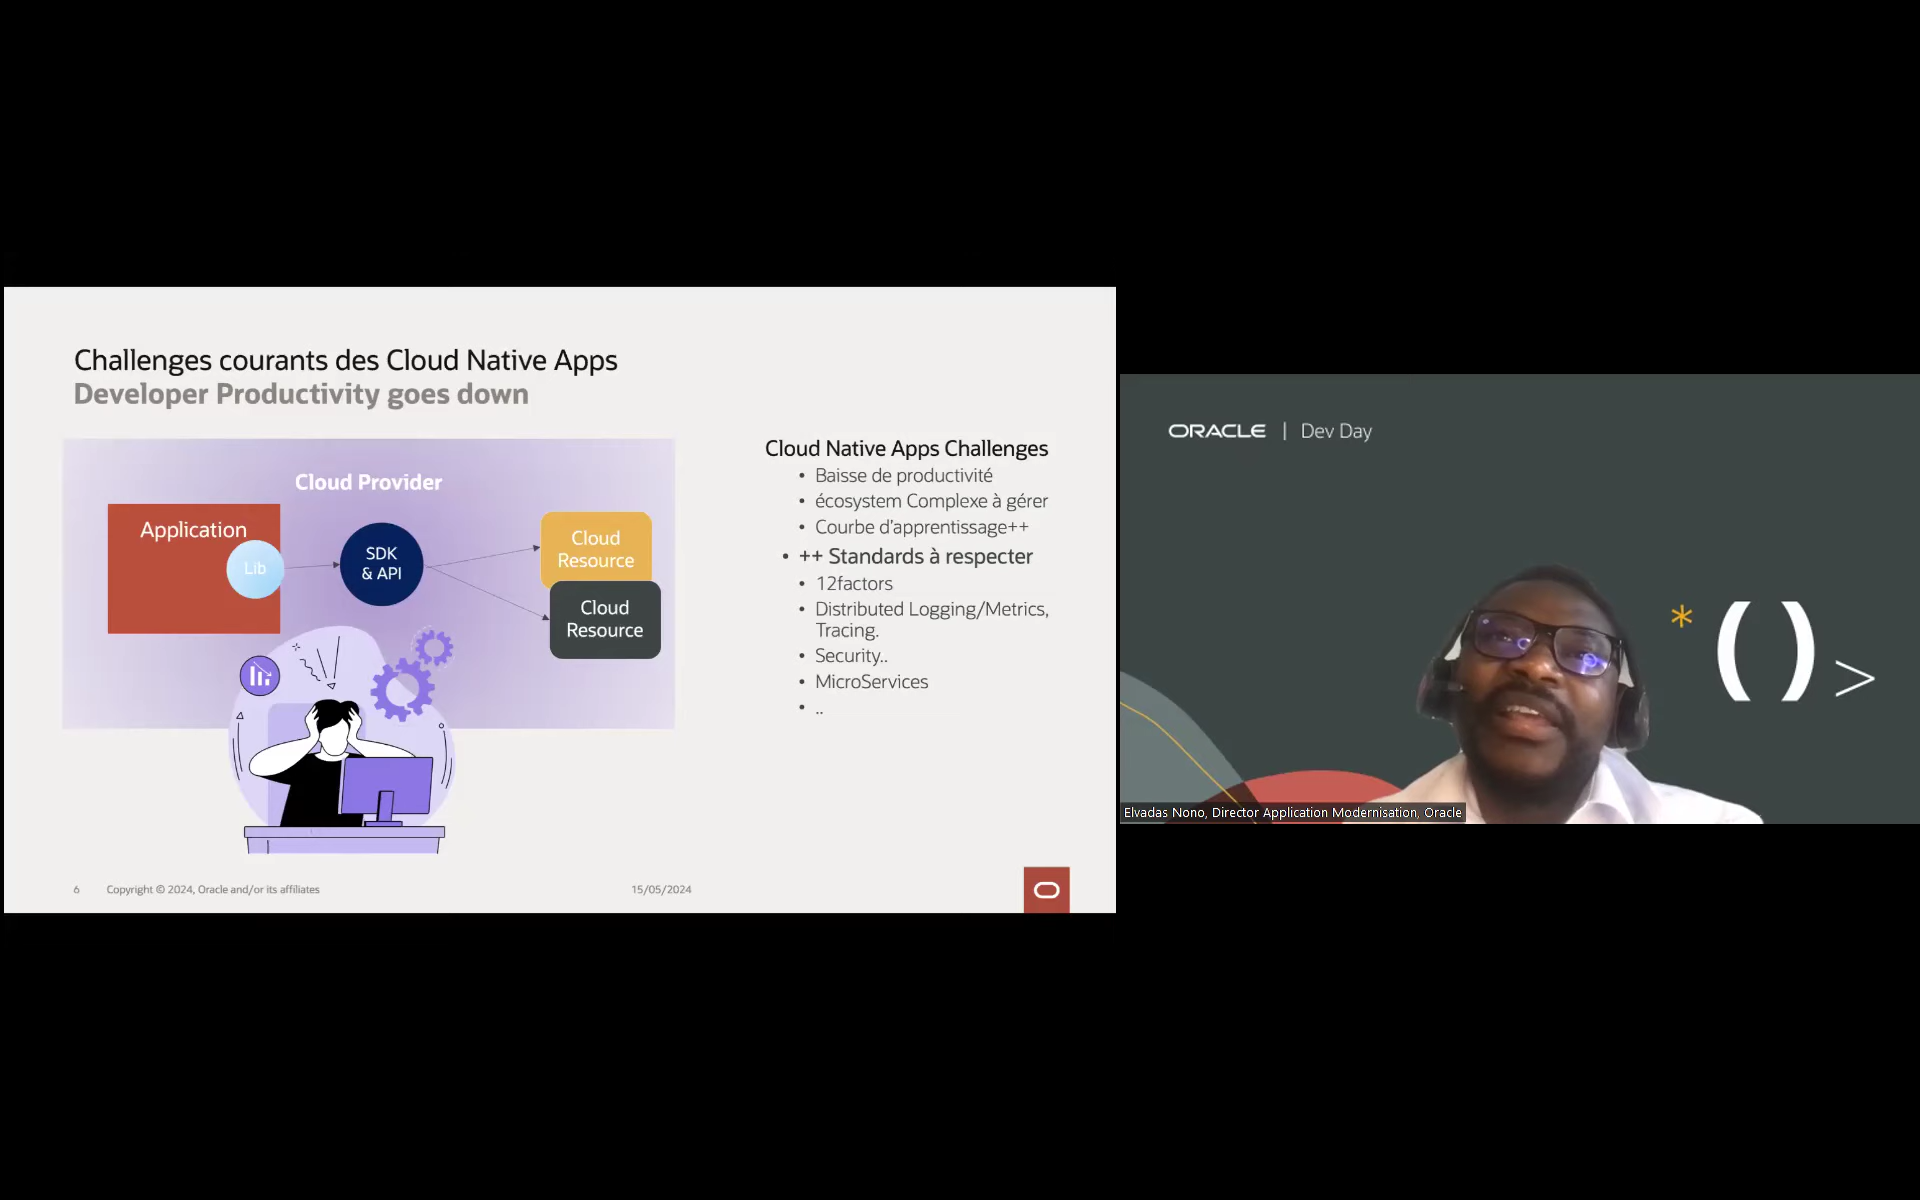 Challenges courants des Cloud Native Apps
Developer Productivity goes down
Cloud Provider
Application
Lib
SDK
& API
Cloud
Resource
Cloud
Resource
Cloud Native Apps Challenges
• Baisse de productivité
• écosystem Complexe à gérer
• Courbe d'apprentissage++
• ++ Standards à respecter
• 12factors
• Distributed Logging/Metrics,
Tracing.
• Security..
• MicroServices
• ..
6 Copyright © 2024, Oracle and/or its affiliates 15/05/2024
ORACLE | Dev Day
* ( ) >
Elvadas Nono, Director Application Modernisation, Oracle